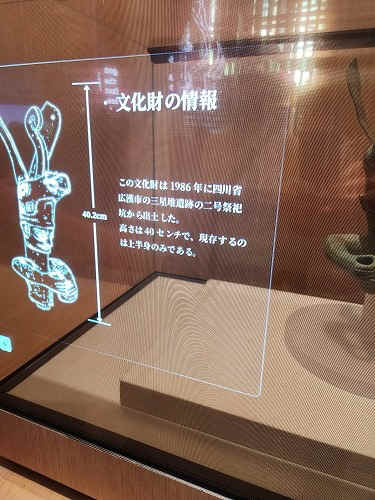 文化財の情報
この文化財は1986年に四川省
広漢市の三星堆遺跡の二号祭祀
坑から出土した。
高さは40センチで、現存するの
は上半身のみである。
40.2cm